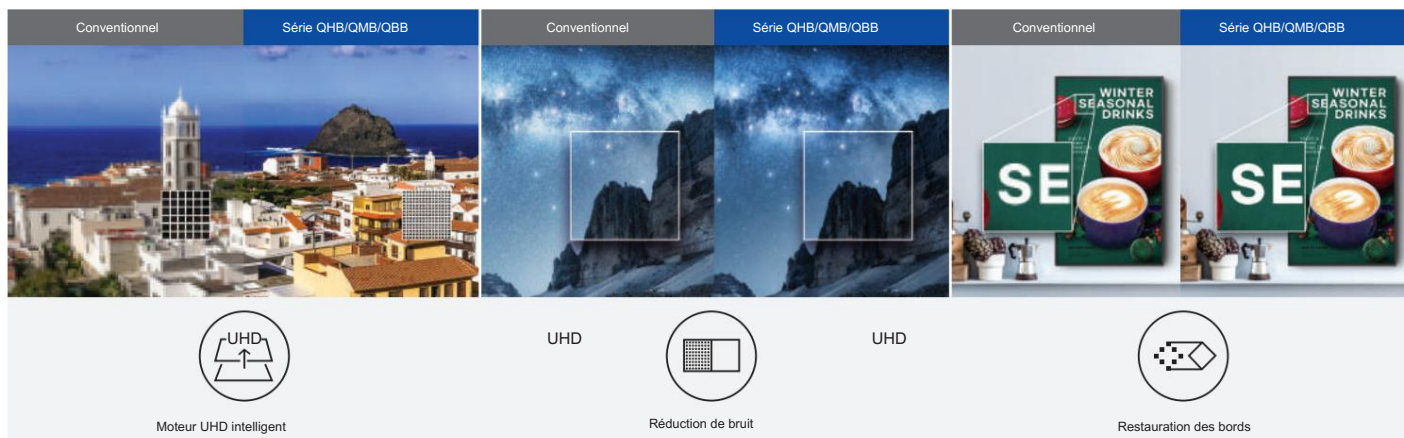 Conventionnel
Série QHB/QMB/QBB
Conventionnel
Série QHB/QMB/QBB
Conventionnel
Série QHB/QMB/QBB
WINTER
SEASONAL
DRINKS
SE
WINTER
SEASONAL
DRINKS
SE
UHD
UHD
UHD
Moteur UHD intelligent
Réduction de bruit
Restauration des bords